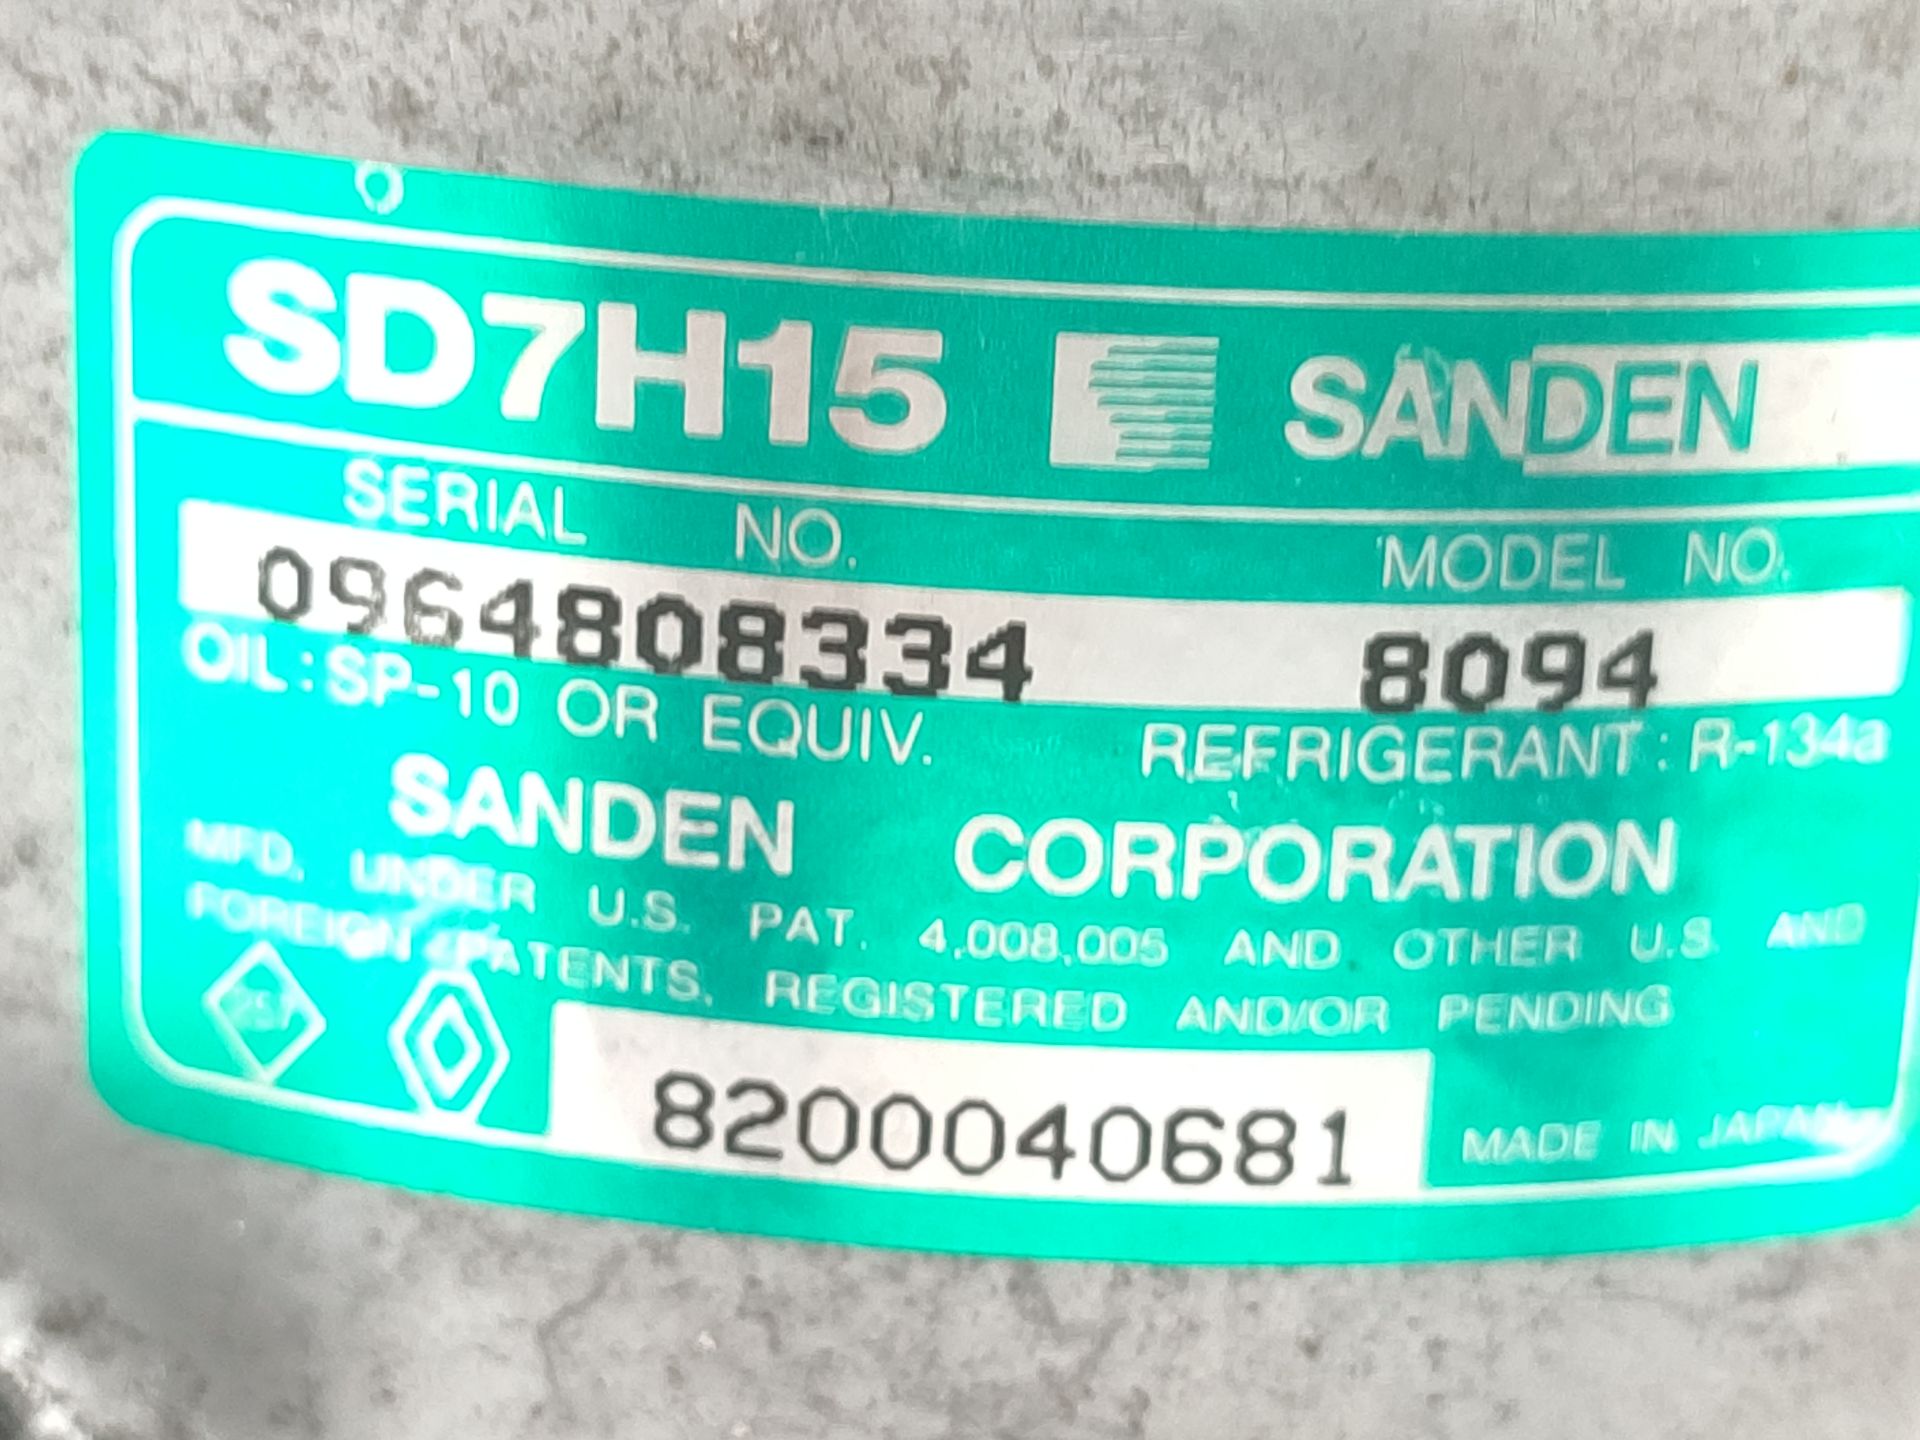 SD7H15 SANDEN
SERIAL NO. MODEL NO.
0964808334 8094
OIL: SP-10 OR EQUIV. REFRIGERANT: R-134a
SANDEN CORPORATION
MFD. UNDER U.S. PAT. 4,008,005 AND OTHER U.S. AND
FOREIGN PATENTS, REGISTERED AND/OR PENDING
8200040681 MADE IN JAPAN